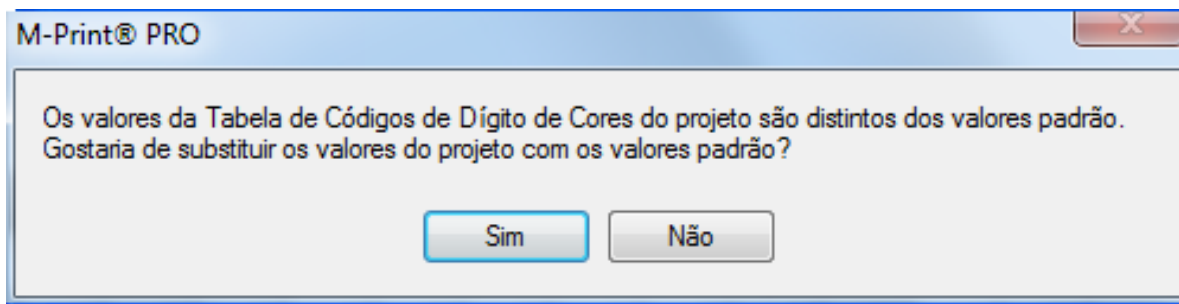 M-Print® PRO
Os valores da Tabela de Códigos de Dígito de Cores do projeto são distintos dos valores padrão.
Gostaria de substituir os valores do projeto com os valores padrão?
Sim
Não